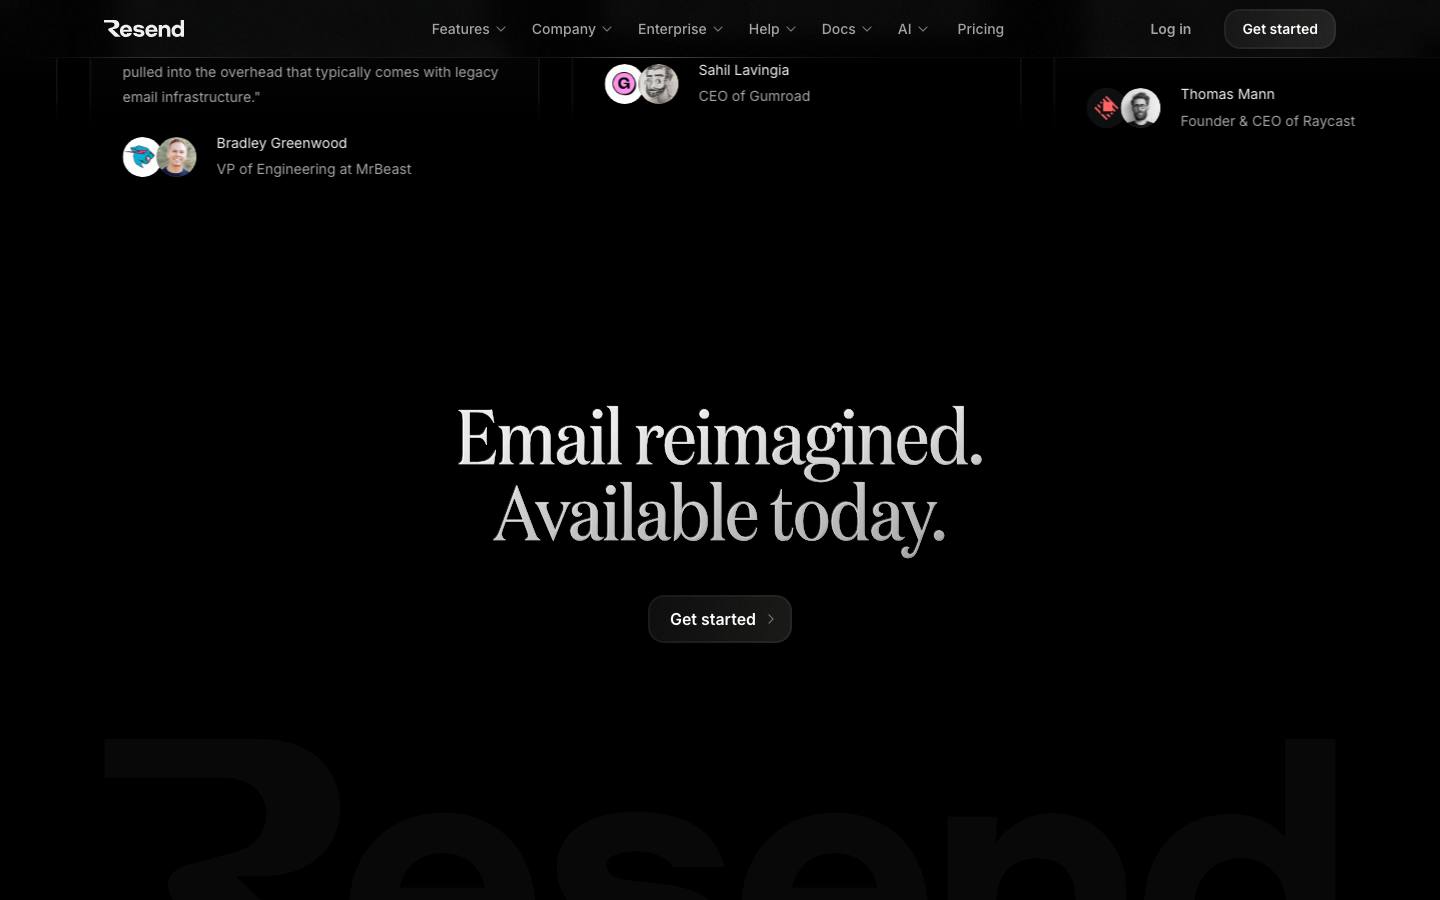 Resend
Features
Company
Enterprise
Help
Docs
AI
Pricing
Log in
Get started
pulled into the overhead that typically comes with legacy
email infrastructure."
Bradley Greenwood
VP of Engineering at MrBeast
G
Sahil Lavingia
CEO of Gumroad
Thomas Mann
Founder & CEO of Raycast
Email reimagined.
Available today.
Get started
Resend